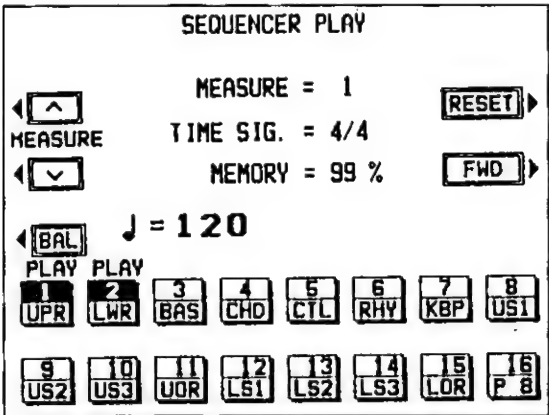 SEQUENCER PLAY
MEASURE = 1
RESET
MEASURE
TIME SIG. = 4/4
MEMORY = 99 %
FWD
BAL
♩ = 120
PLAY PLAY
1 2 3 4 5 6 7 8
UPR LWR BAS CHD CTL RHY KBP US1
9 10 11 12 13 14 15 16
US2 US3 UOR LS1 LS2 LS3 LOR P 8